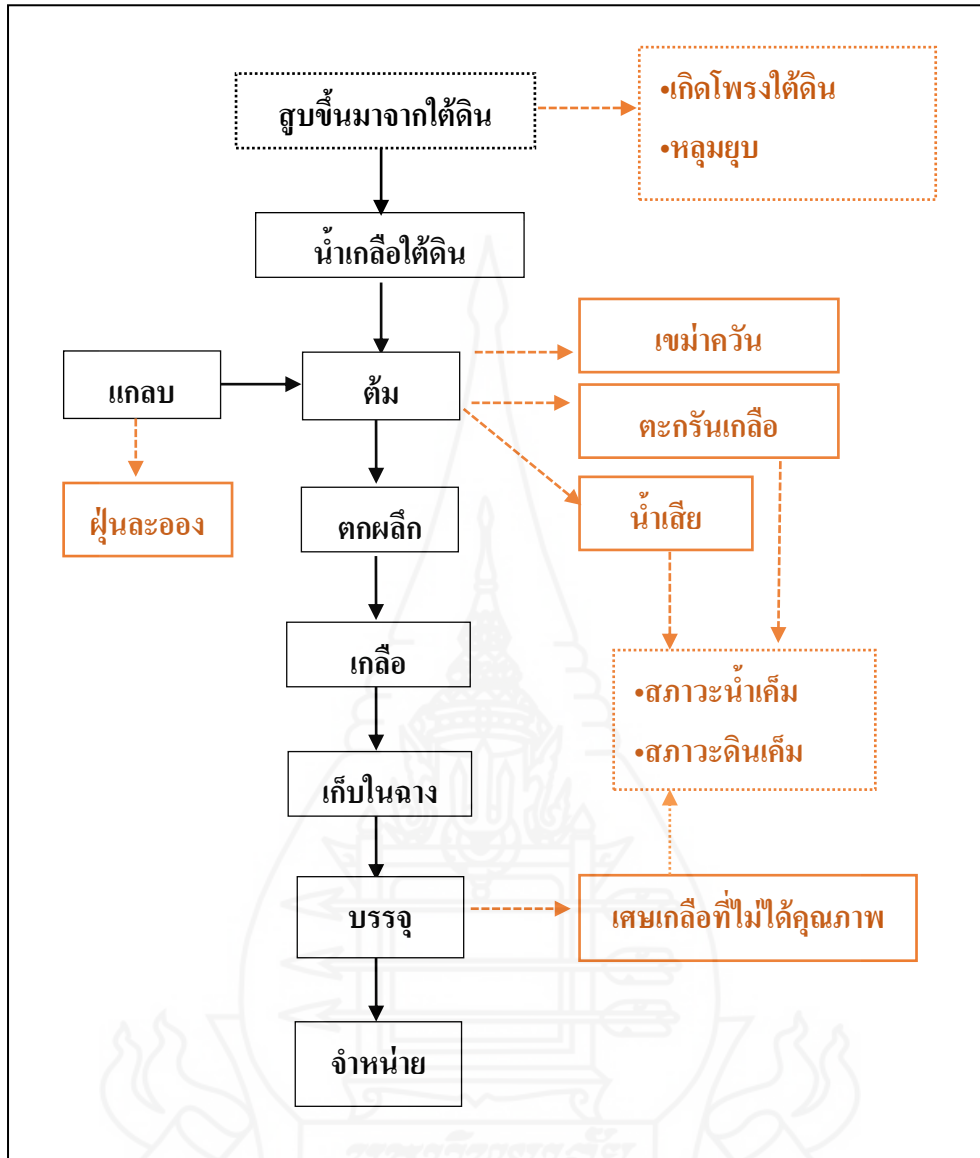 สูบขึ้นมาจากใต้ดิน
•เกิดโพรงใต้ดิน
•หลุมยุบ
น้ำเกลือใต้ดิน
เขม่าควัน
แกลบ
ต้ม
ตะกรันเกลือ
ฝุ่นละออง
ตกผลึก
น้ำเสีย
เกลือ
•สภาวะน้ำเค็ม
•สภาวะดินเค็ม
เก็บในฉาง
บรรจุ
เศษเกลือที่ไม่ได้คุณภาพ
จำหน่าย